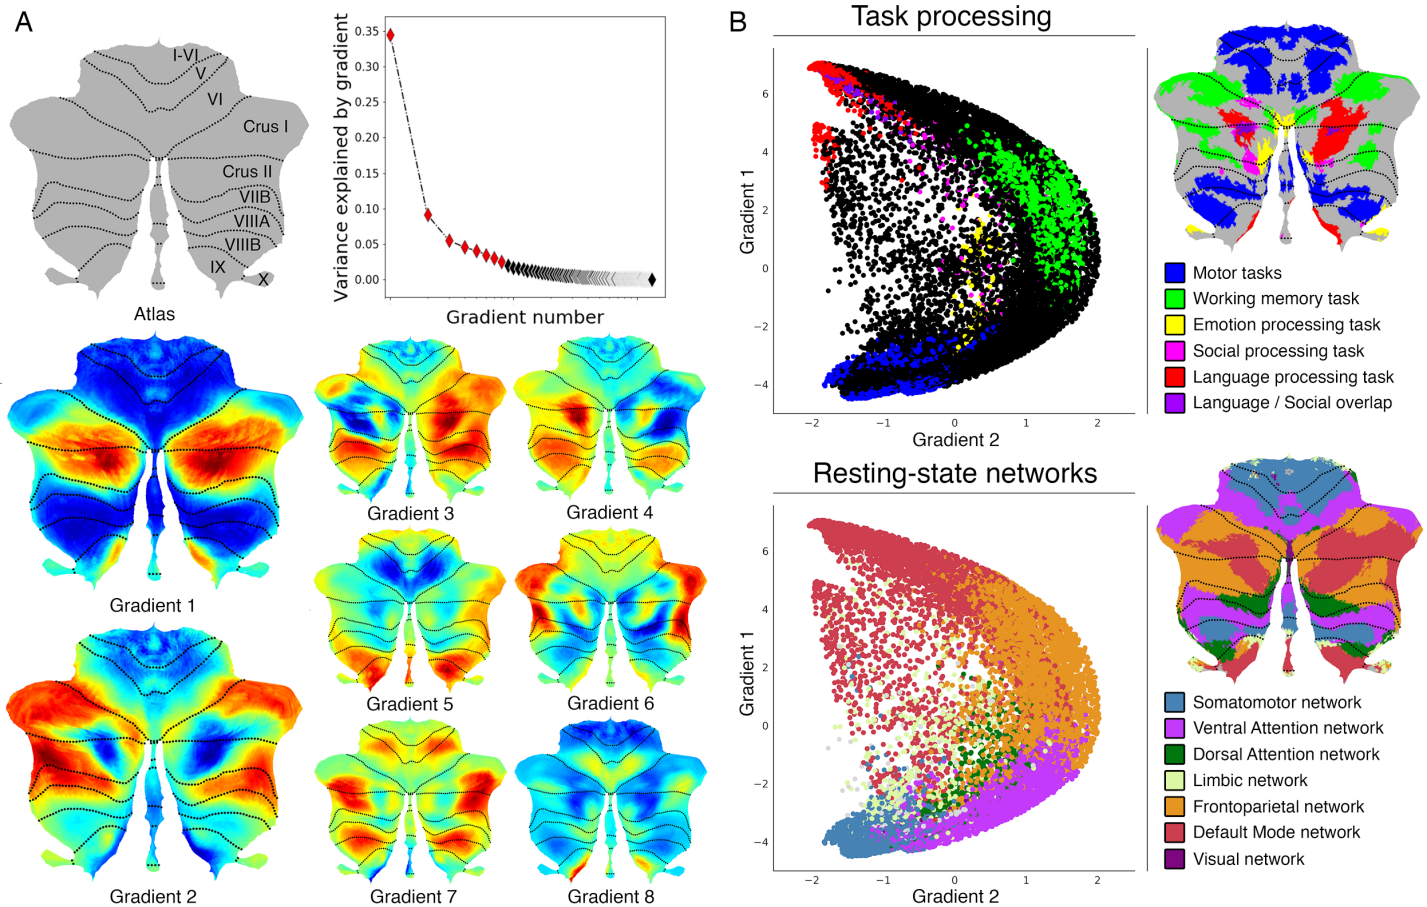 A
I-VI
V
VI
Crus I
Crus II
VIIB
VIIIA
VIIIB
IX
X
Atlas
Variance explained by gradient
0.35
0.30
0.25
0.20
0.15
0.10
0.05
0.00
Gradient number
Gradient 1
Gradient 2
Gradient 3
Gradient 4
Gradient 5
Gradient 6
Gradient 7
Gradient 8
B
Task processing
Gradient 1
6
4
2
0
−2
−4
−2
−1
0
1
2
Gradient 2
Motor tasks
Working memory task
Emotion processing task
Social processing task
Language processing task
Language / Social overlap
Resting-state networks
Gradient 1
6
4
2
0
−2
−4
−2
−1
0
1
2
Gradient 2
Somatomotor network
Ventral Attention network
Dorsal Attention network
Limbic network
Frontoparietal network
Default Mode network
Visual network